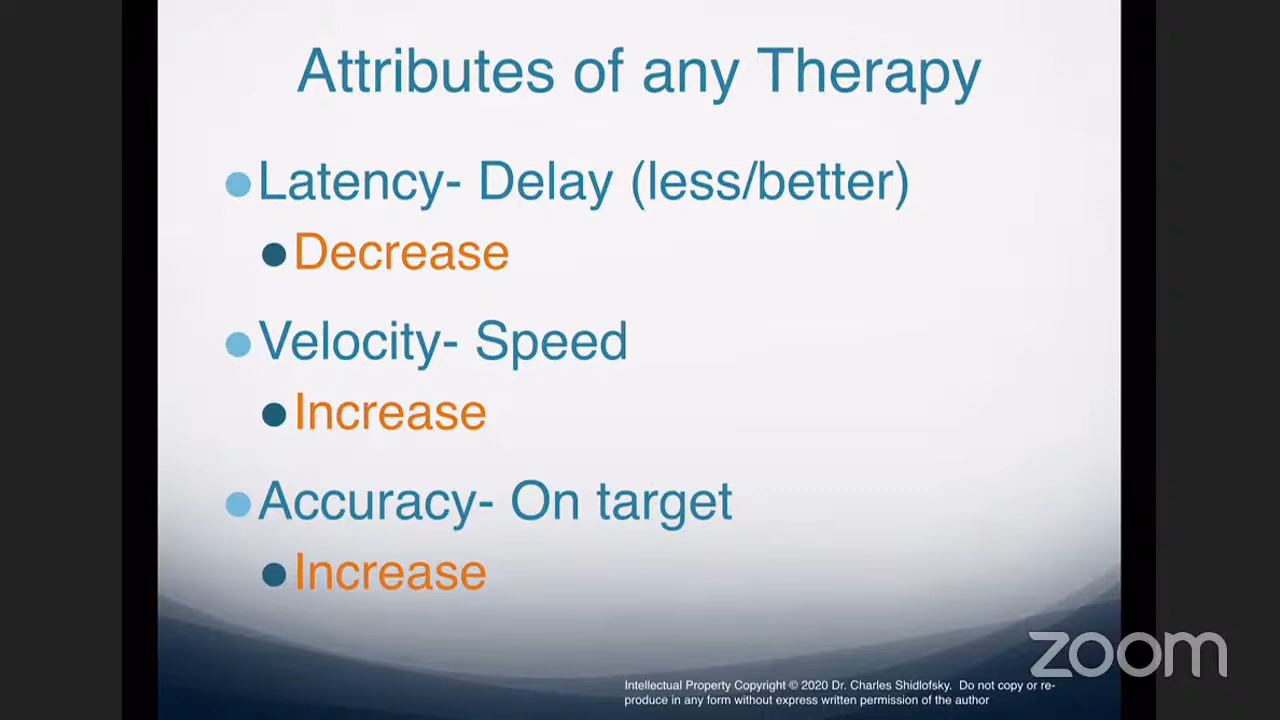 Attributes of any Therapy
Latency- Delay (less/better)
Decrease
Velocity- Speed
Increase
Accuracy- On target
Increase
zoom
Intellectual Property Copyright © 2020 Dr. Charles Shidlofsky. Do not copy or re-
produce in any form without express written permission of the author